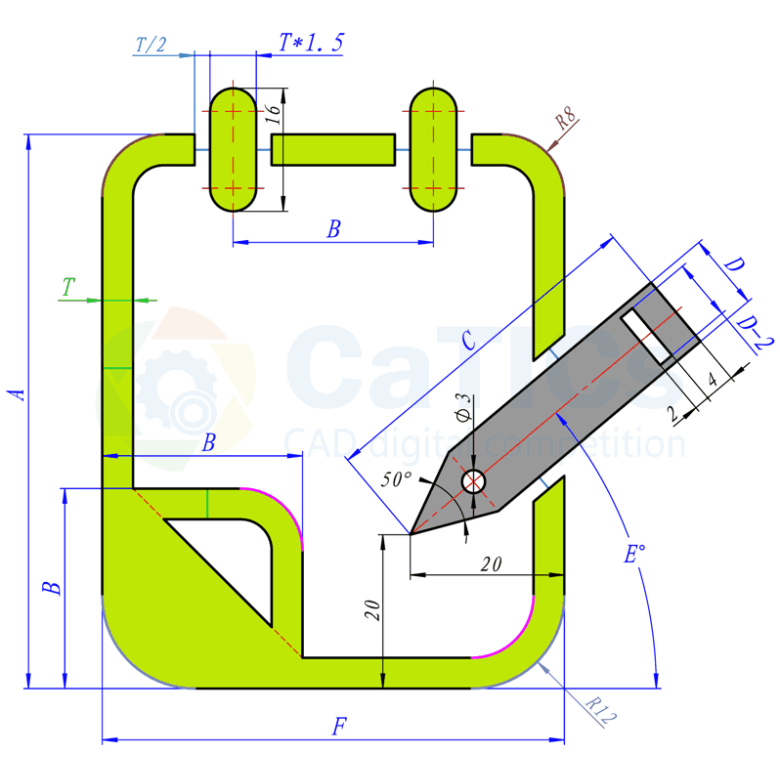 T/2
T*1.5
16
R8
B
D
D-2
T
C
4
2
A
CaTICs
CAD digital competition
Φ3
B
50°
E°
B
20
20
R12
F